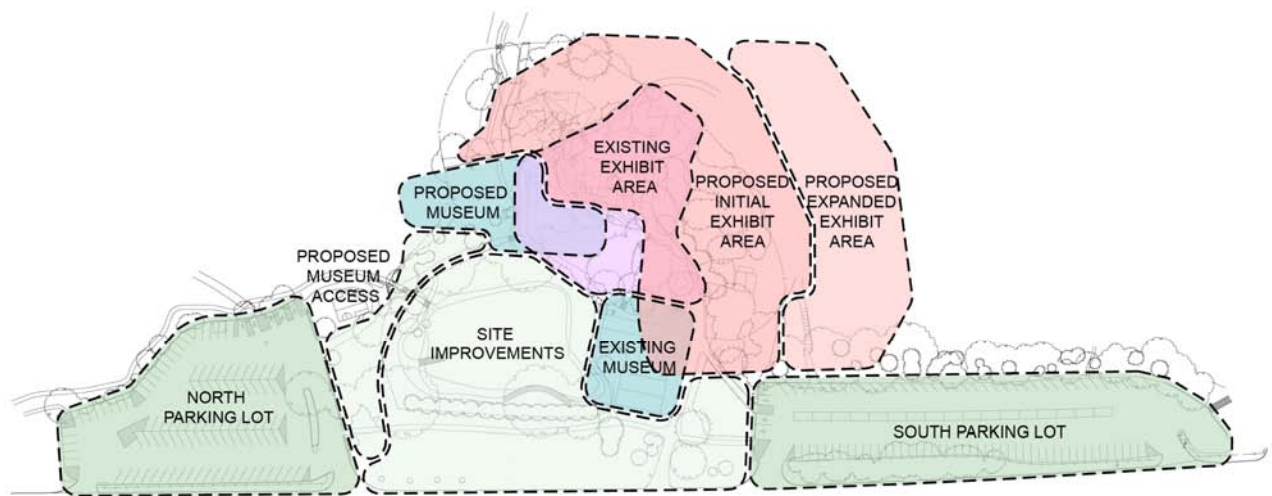 EXISTING
EXHIBIT
AREA
PROPOSED
MUSEUM
PROPOSED
INITIAL
EXHIBIT
AREA
PROPOSED
EXPANDED
EXHIBIT
AREA
PROPOSED
MUSEUM
ACCESS
SITE
IMPROVEMENTS
EXISTING
MUSEUM
NORTH
PARKING LOT
SOUTH PARKING LOT